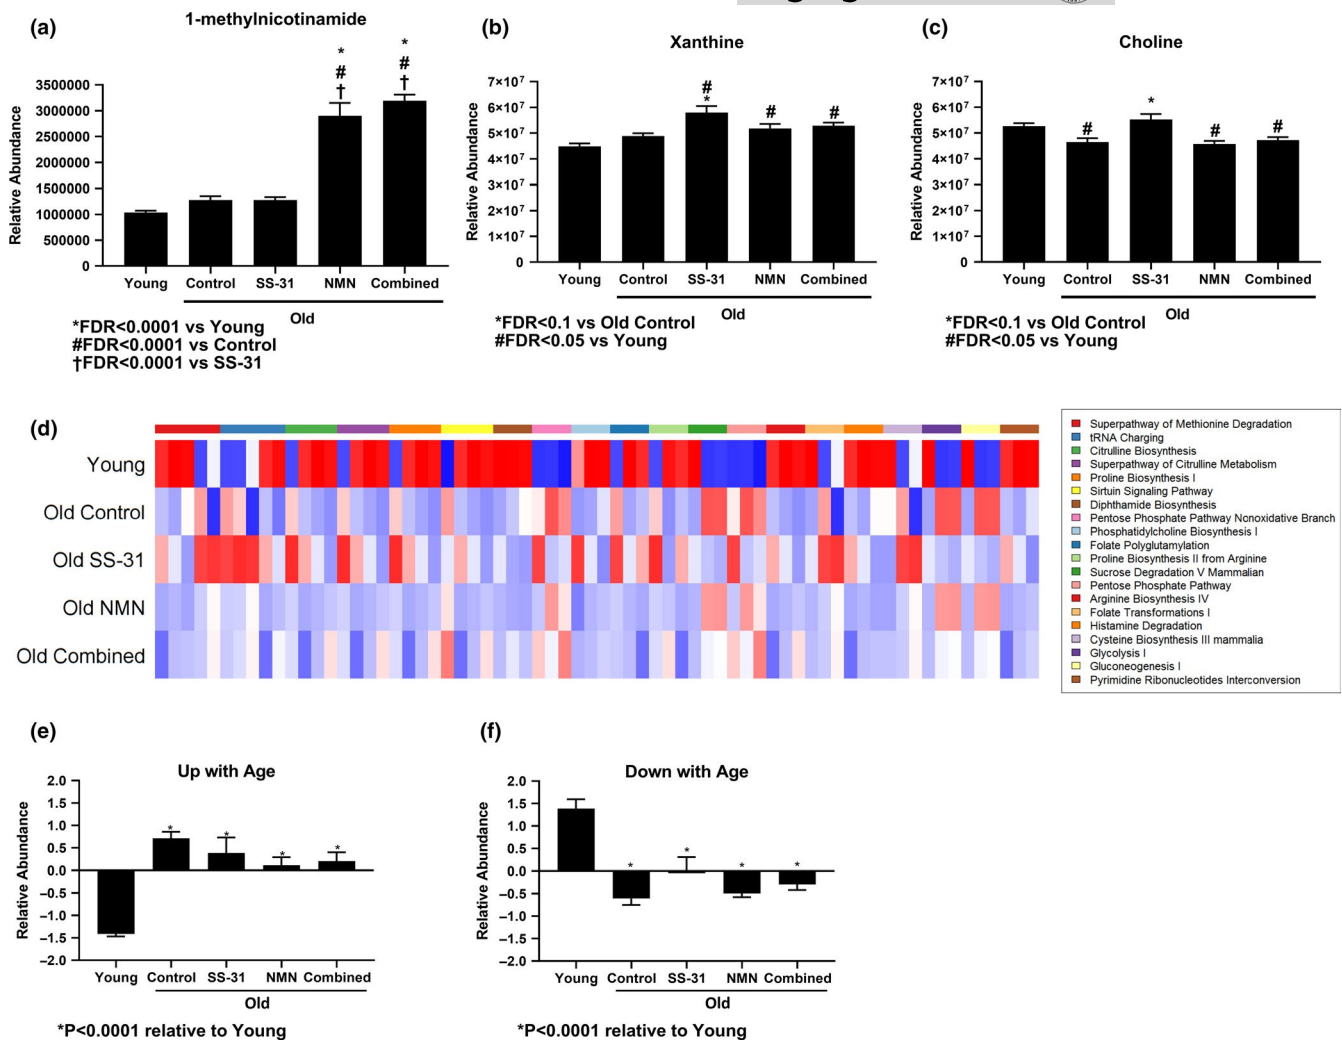 (a)
1-methylnicotinamide
*
#
†
*
#
†
Relative Abundance
3500000
3000000
2500000
2000000
1500000
1000000
500000
0
Young Control SS-31 NMN Combined
Old
*FDR<0.0001 vs Young
#FDR<0.0001 vs Control
†FDR<0.0001 vs SS-31
(b)
Xanthine
#
*
#
#
Relative Abundance
7×10⁷
6×10⁷
5×10⁷
4×10⁷
3×10⁷
2×10⁷
1×10⁷
0
Young Control SS-31 NMN Combined
Old
*FDR<0.1 vs Old Control
#FDR<0.05 vs Young
(c)
Choline
#
*
#
#
Relative Abundance
7×10⁷
6×10⁷
5×10⁷
4×10⁷
3×10⁷
2×10⁷
1×10⁷
0
Young Control SS-31 NMN Combined
Old
*FDR<0.1 vs Old Control
#FDR<0.05 vs Young
(d)
Young
Old Control
Old SS-31
Old NMN
Old Combined
Superpathway of Methionine Degradation
tRNA Charging
Citrulline Biosynthesis
Superpathway of Citrulline Metabolism
Proline Biosynthesis I
Sirtuin Signaling Pathway
Diphthamide Biosynthesis
Pentose Phosphate Pathway Nonoxidative Branch
Phosphatidylcholine Biosynthesis I
Folate Polyglutamylation
Proline Biosynthesis II from Arginine
Sucrose Degradation V Mammalian
Pentose Phosphate Pathway
Arginine Biosynthesis IV
Folate Transformations I
Histamine Degradation
Cysteine Biosynthesis III mammalia
Glycolysis I
Gluconeogenesis I
Pyrimidine Ribonucleotides Interconversion
(e)
Up with Age
Relative Abundance
2.0
1.5
1.0
0.5
0.0
−0.5
−1.0
−1.5
−2.0
*
*
*
*
Young Control SS-31 NMN Combined
Old
*P<0.0001 relative to Young
(f)
Down with Age
Relative Abundance
2.0
1.5
1.0
0.5
0.0
−0.5
−1.0
−1.5
−2.0
*
*
*
*
Young Control SS-31 NMN Combined
Old
*P<0.0001 relative to Young